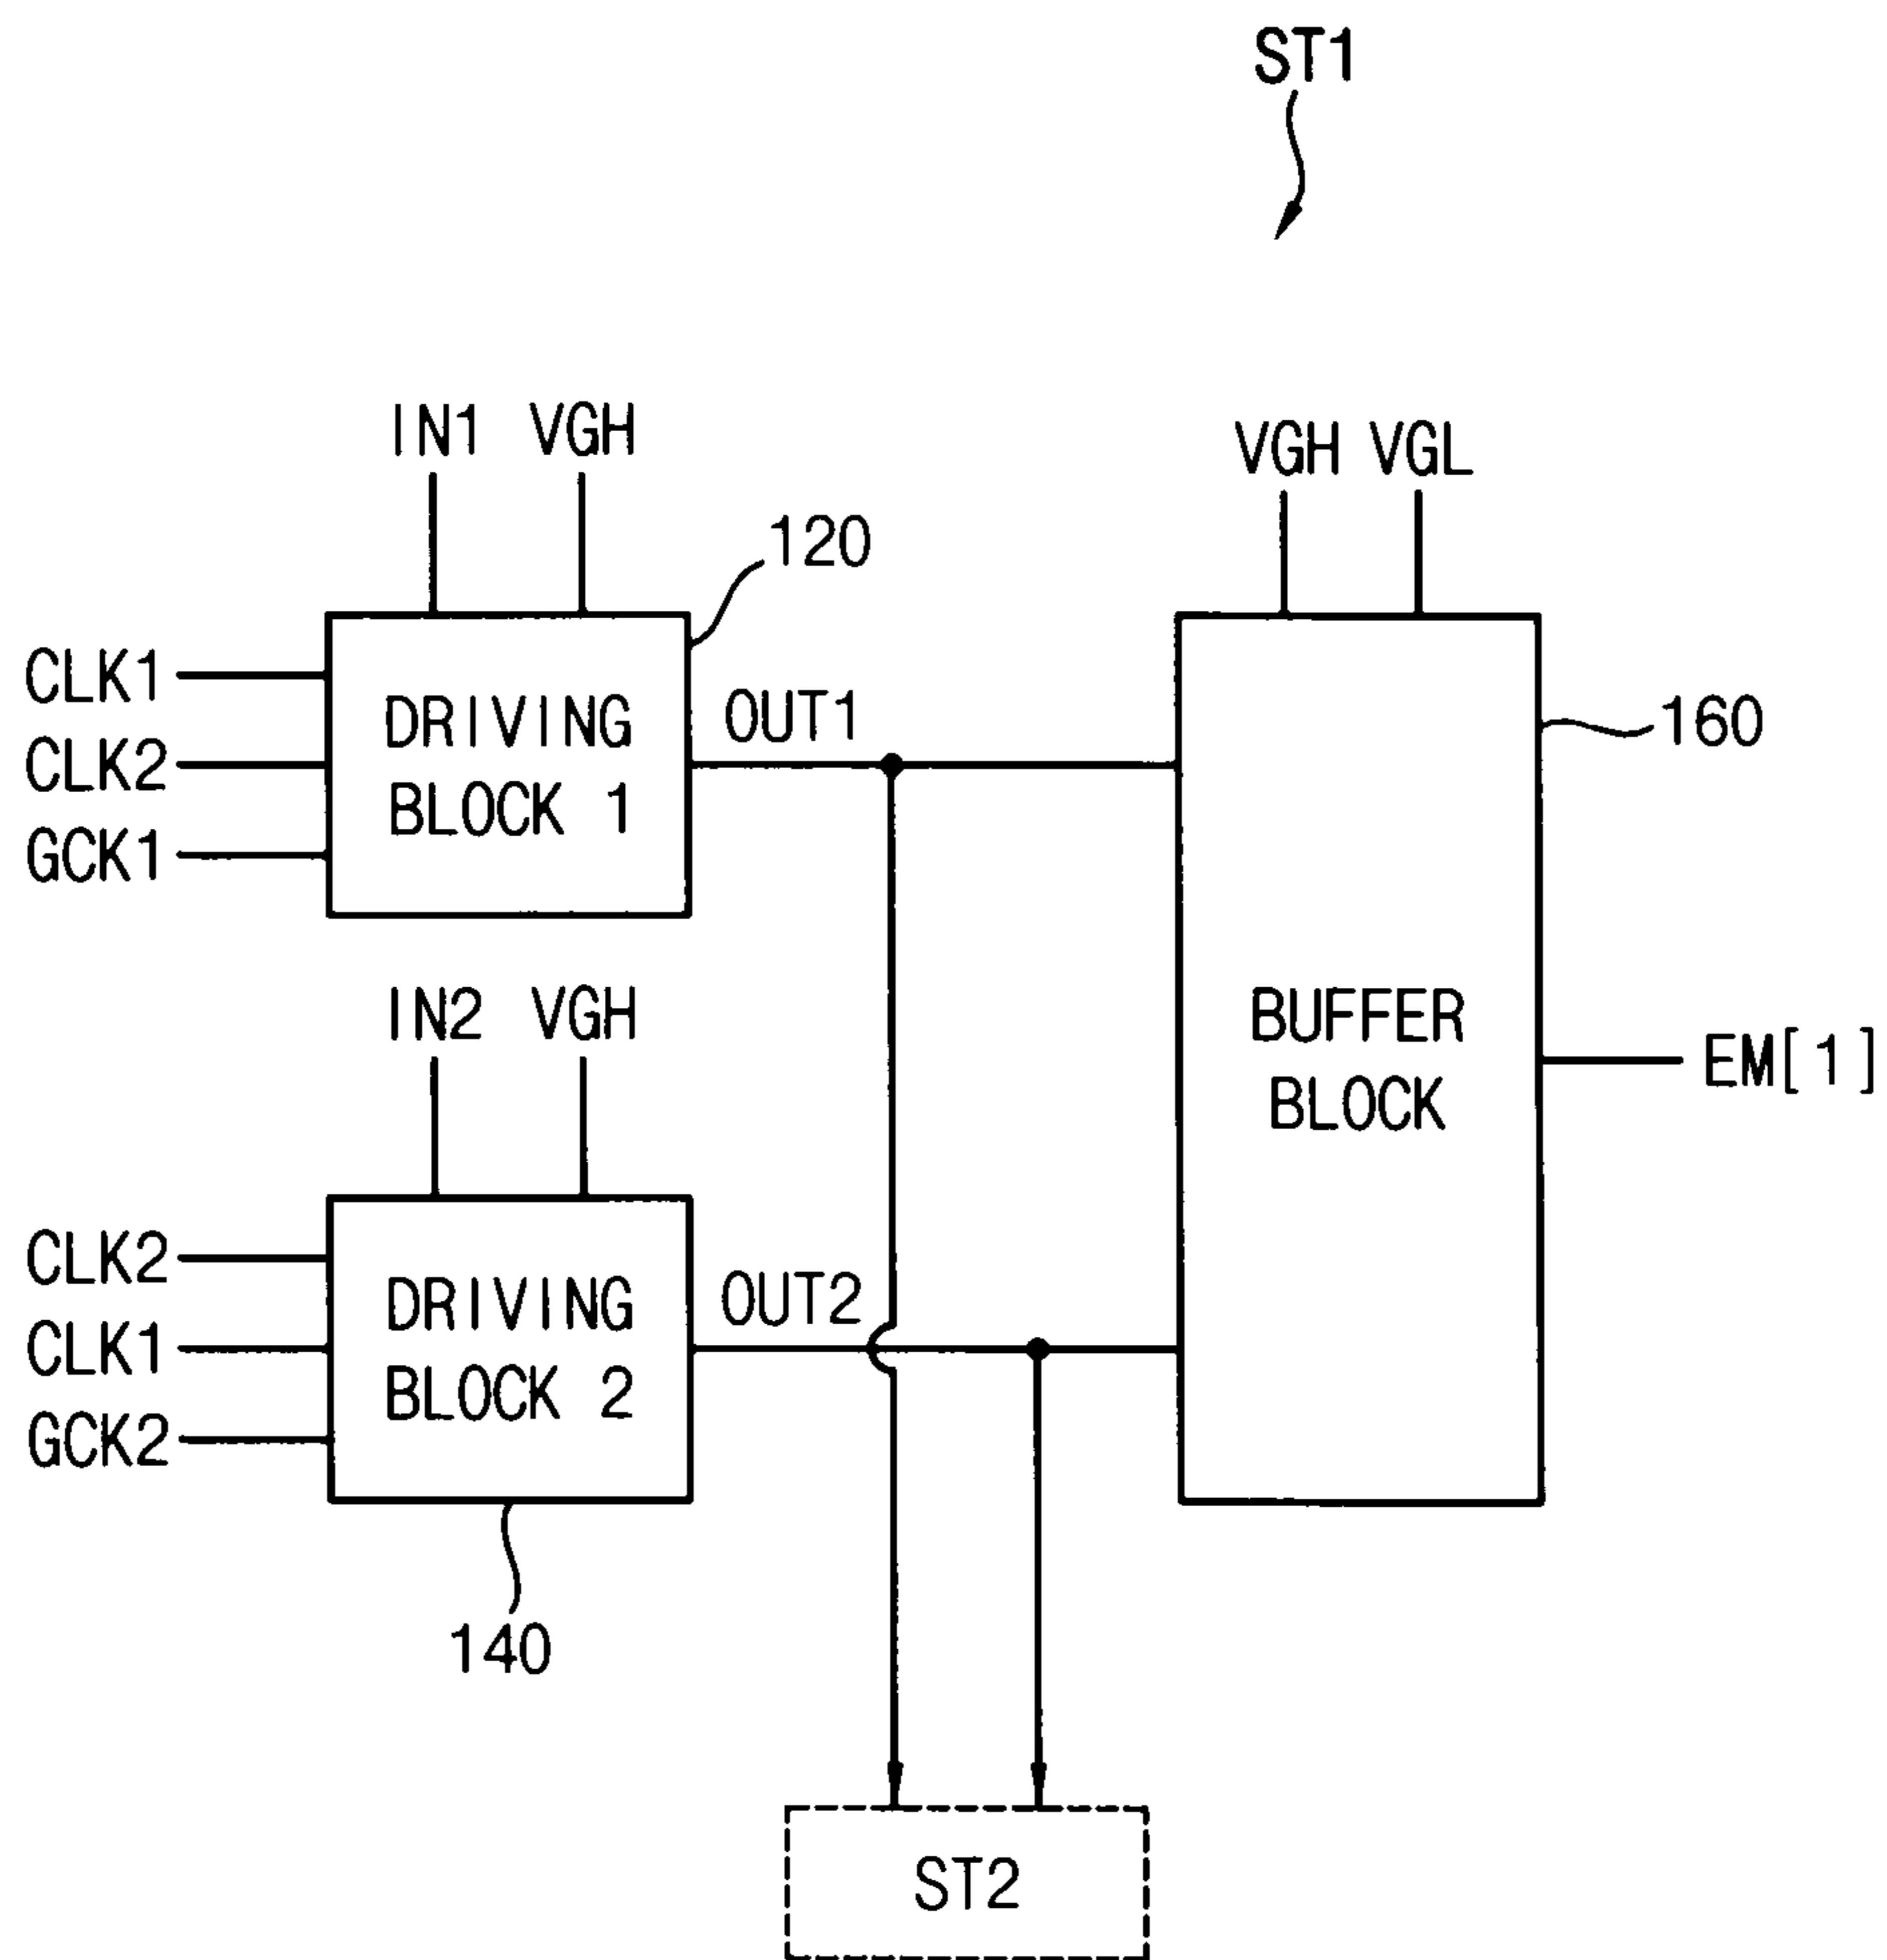 ST1
IN1 VGH
VGH VGL
120
CLK1
CLK2
GCK1
DRIVING
BLOCK 1
OUT1
160
IN2 VGH
BUFFER
BLOCK
EM[1]
CLK2
CLK1
GCK2
DRIVING
BLOCK 2
OUT2
140
ST2